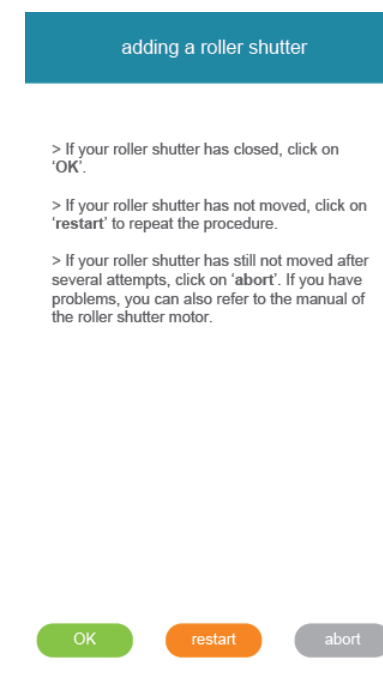 adding a roller shutter
> If your roller shutter has closed, click on
‘OK’.
> If your roller shutter has not moved, click on
‘restart’ to repeat the procedure.
> If your roller shutter has still not moved after
several attempts, click on ‘abort’. If you have
problems, you can also refer to the manual of
the roller shutter motor.
OK
restart
abort